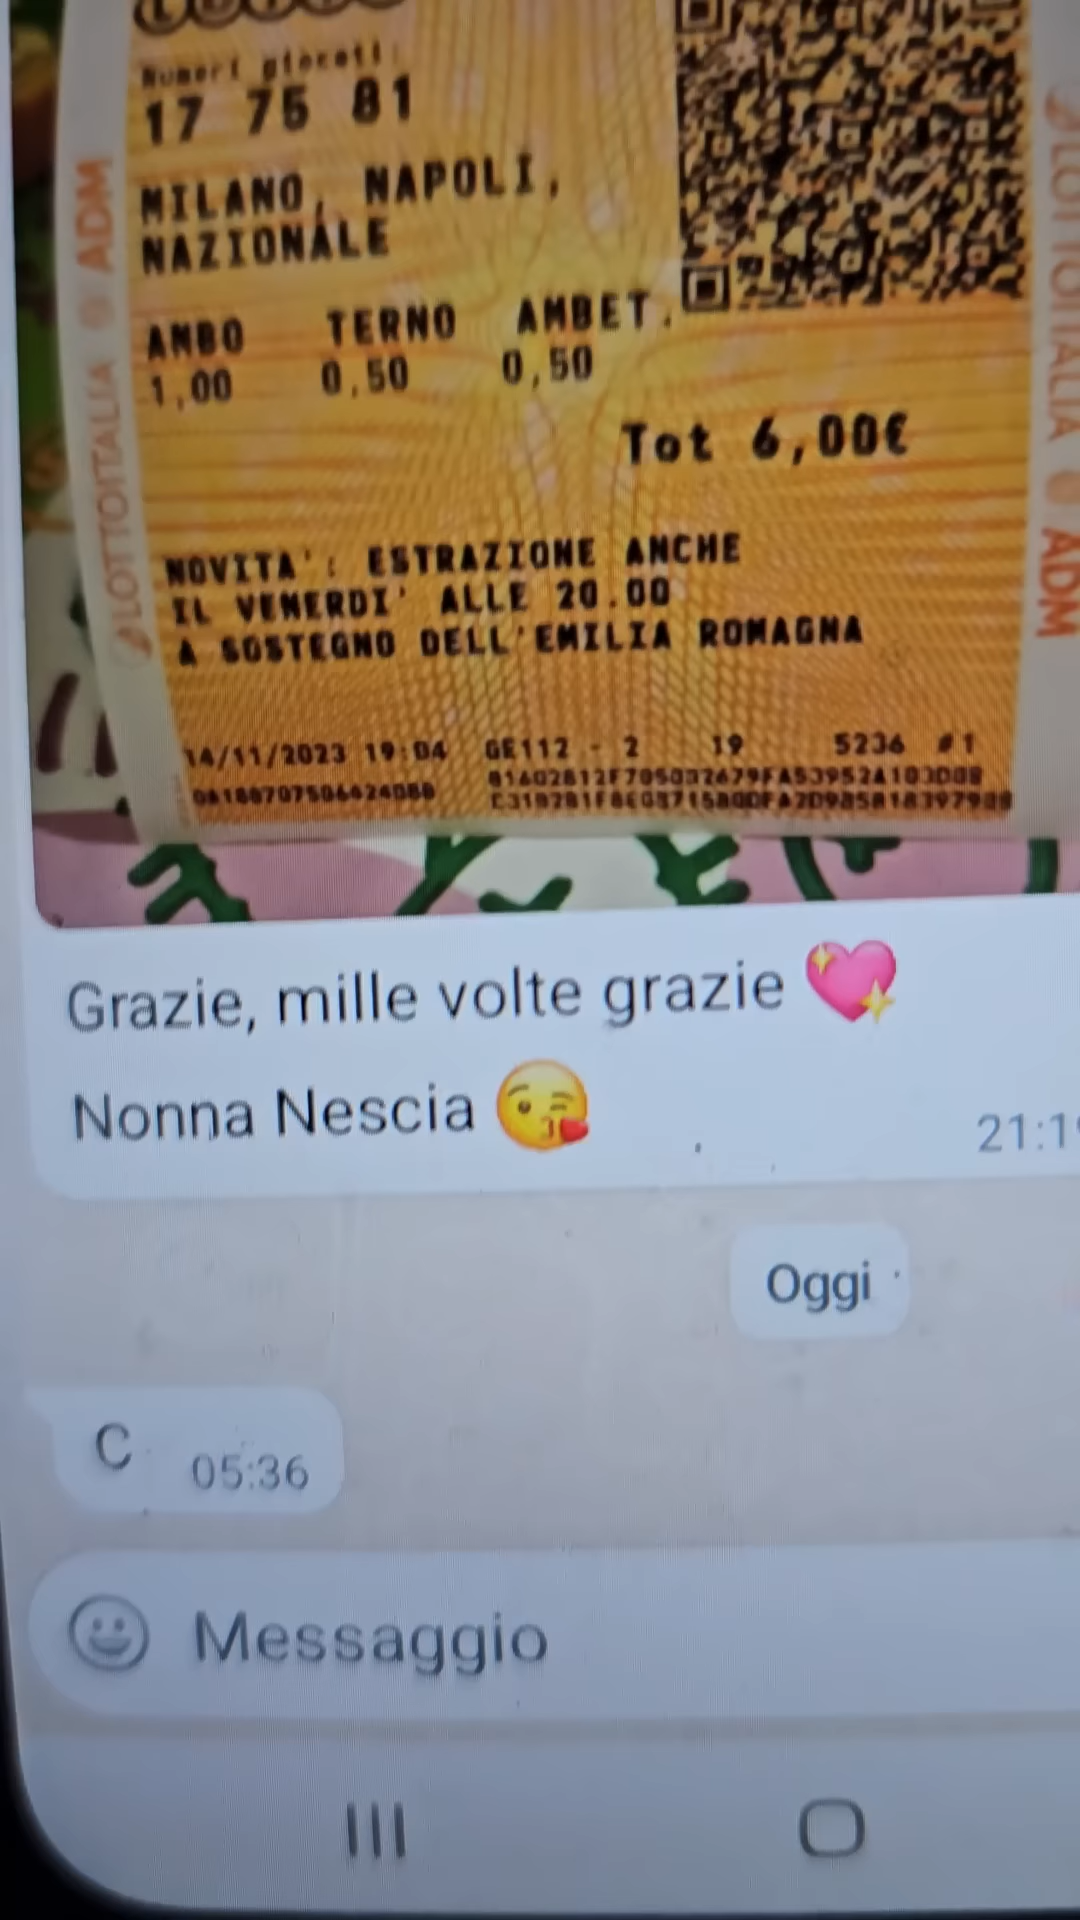 Numeri giocati:
17 75 81
MILANO, NAPOLI,
NAZIONALE
AMBO TERNO AMBET.
1,00 0,50 0,50
Tot 6,00€
NOVITA': ESTRAZIONE ANCHE
IL VENERDI' ALLE 20.00
A SOSTEGNO DELL'EMILIA ROMAGNA
14/11/2023 19:04 GE112 - 2 19 5236 #1
LOTTOITALIA ADM
LOTTOITALIA ADM
Grazie, mille volte grazie 💖
Nonna Nescia 😘
21:1
Oggi
C 05:36
Messaggio